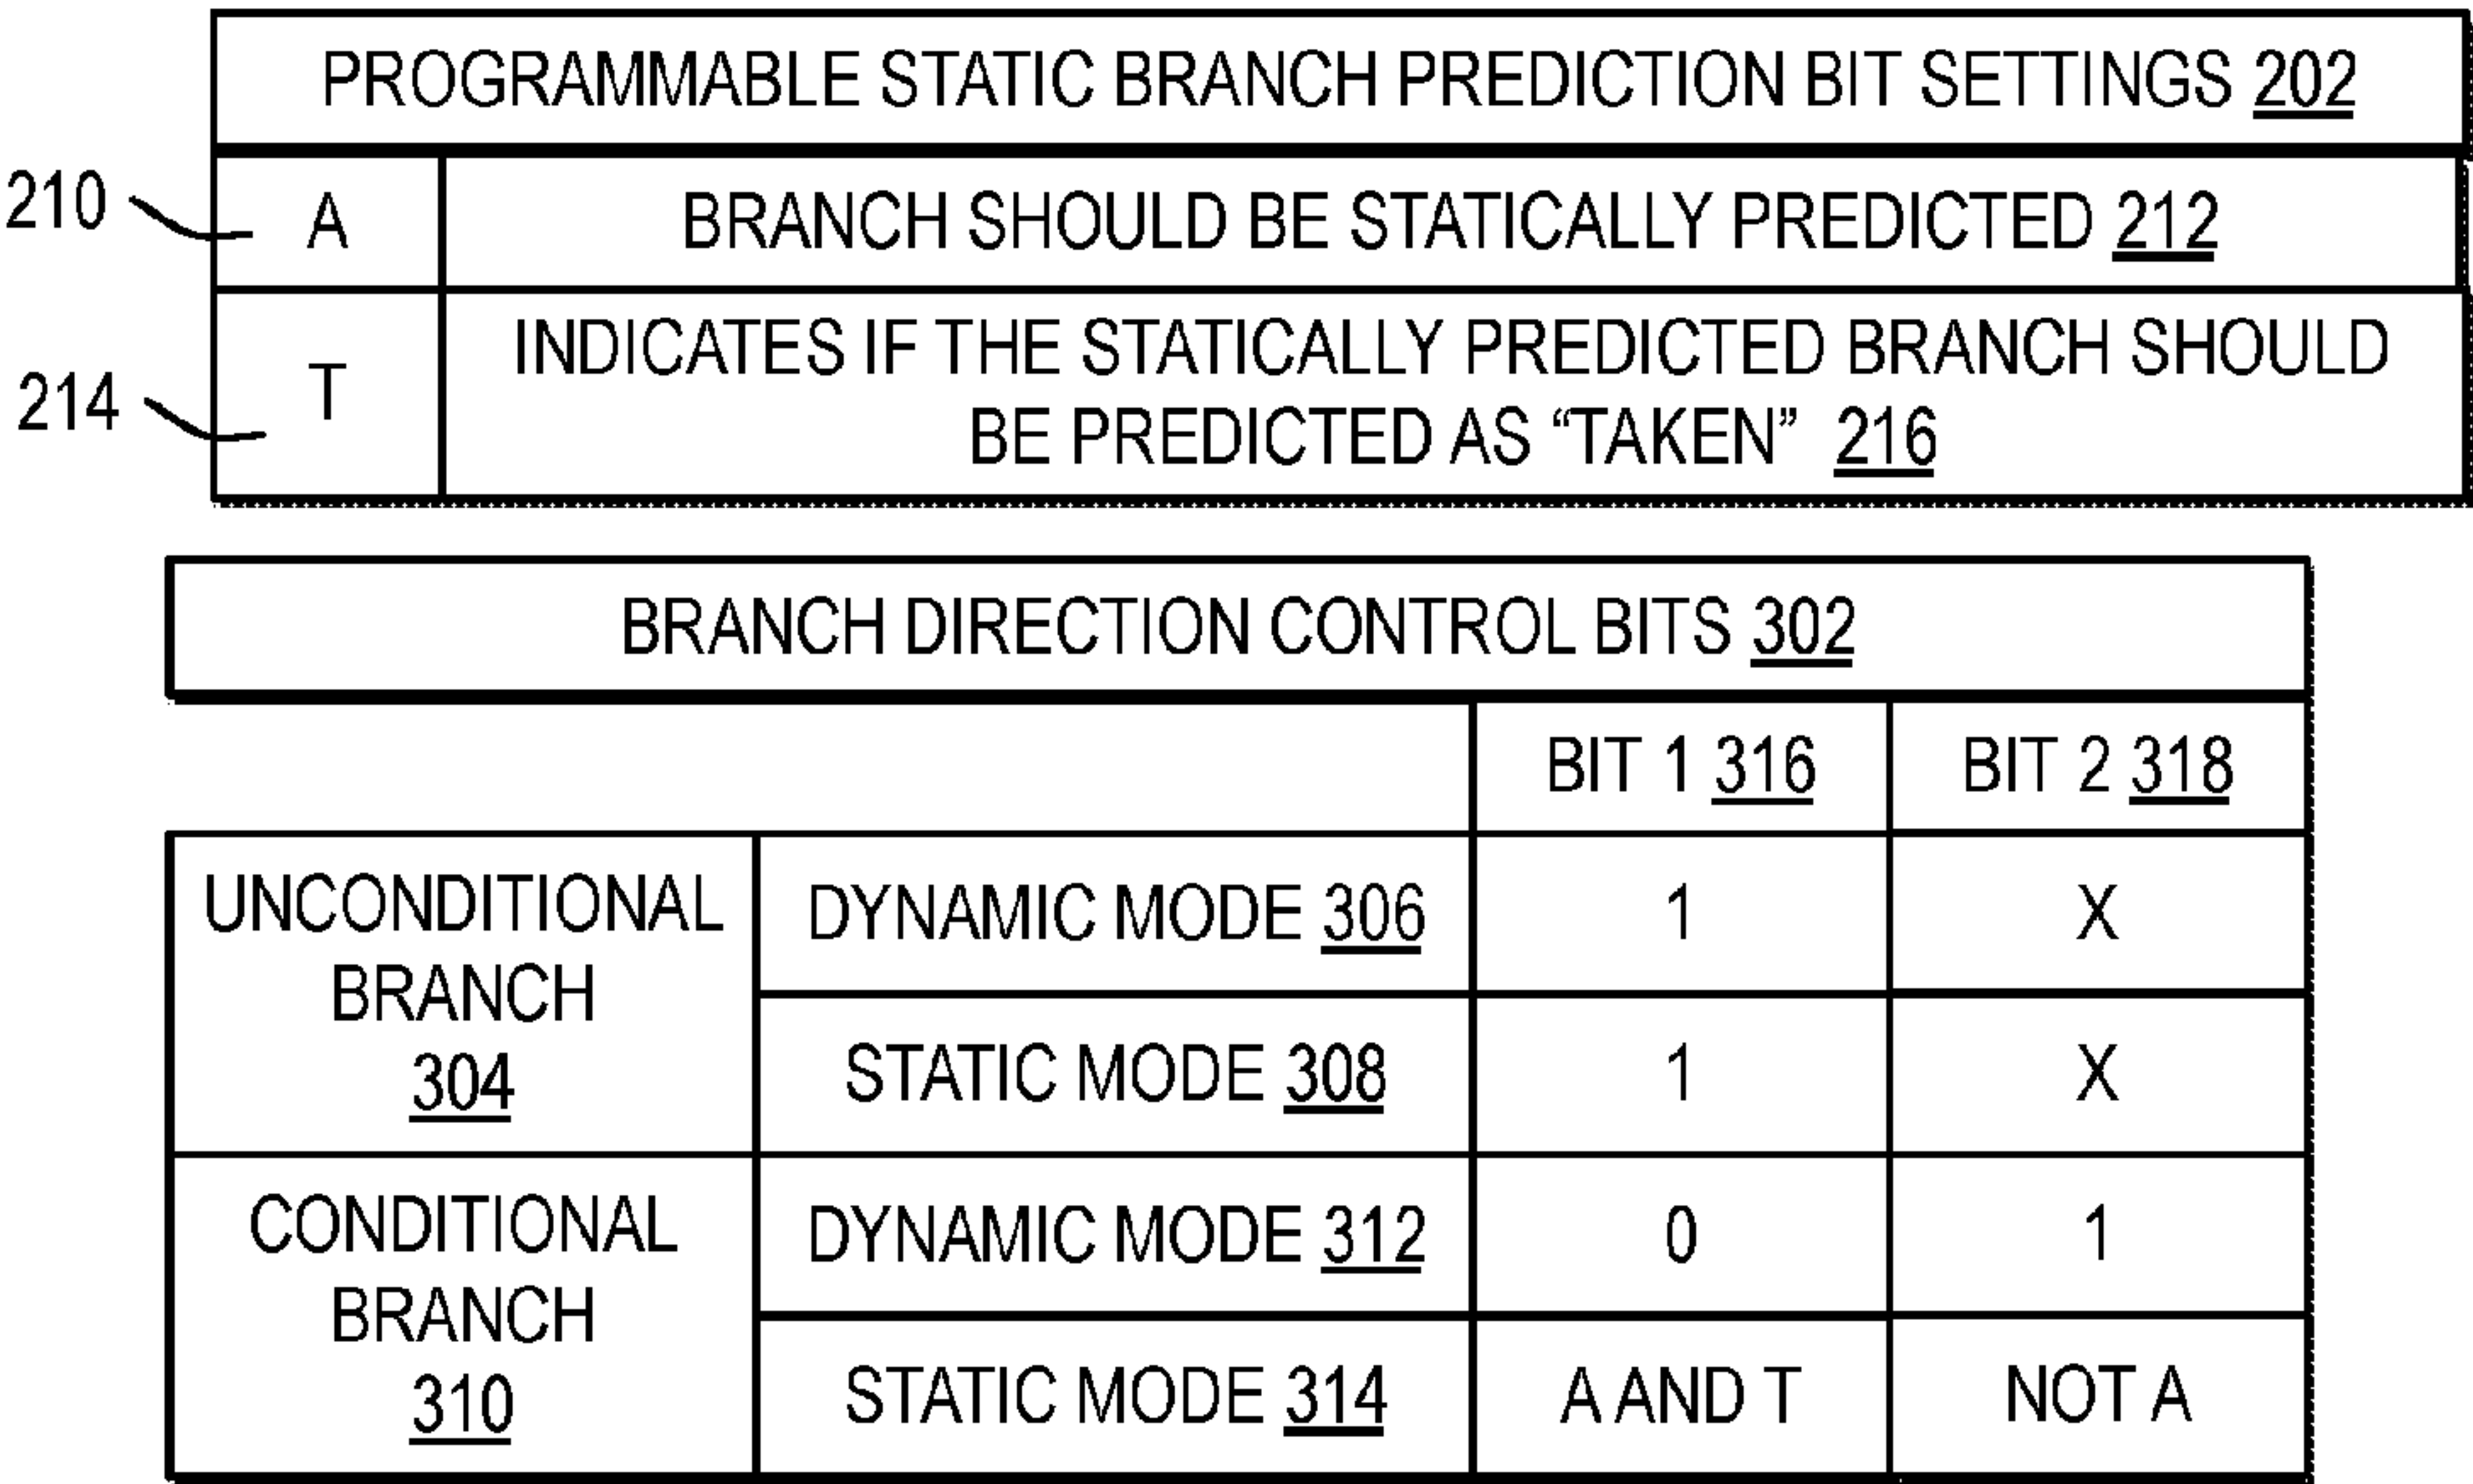 PROGRAMMABLE STATIC BRANCH PREDICTION BIT SETTINGS 202
210
A
BRANCH SHOULD BE STATICALLY PREDICTED 212
214
T
INDICATES IF THE STATICALLY PREDICTED BRANCH SHOULD
BE PREDICTED AS “TAKEN” 216
BRANCH DIRECTION CONTROL BITS 302
BIT 1 316
BIT 2 318
UNCONDITIONAL
BRANCH
304
DYNAMIC MODE 306
1
X
STATIC MODE 308
1
X
CONDITIONAL
BRANCH
310
DYNAMIC MODE 312
0
1
STATIC MODE 314
A AND T
NOT A